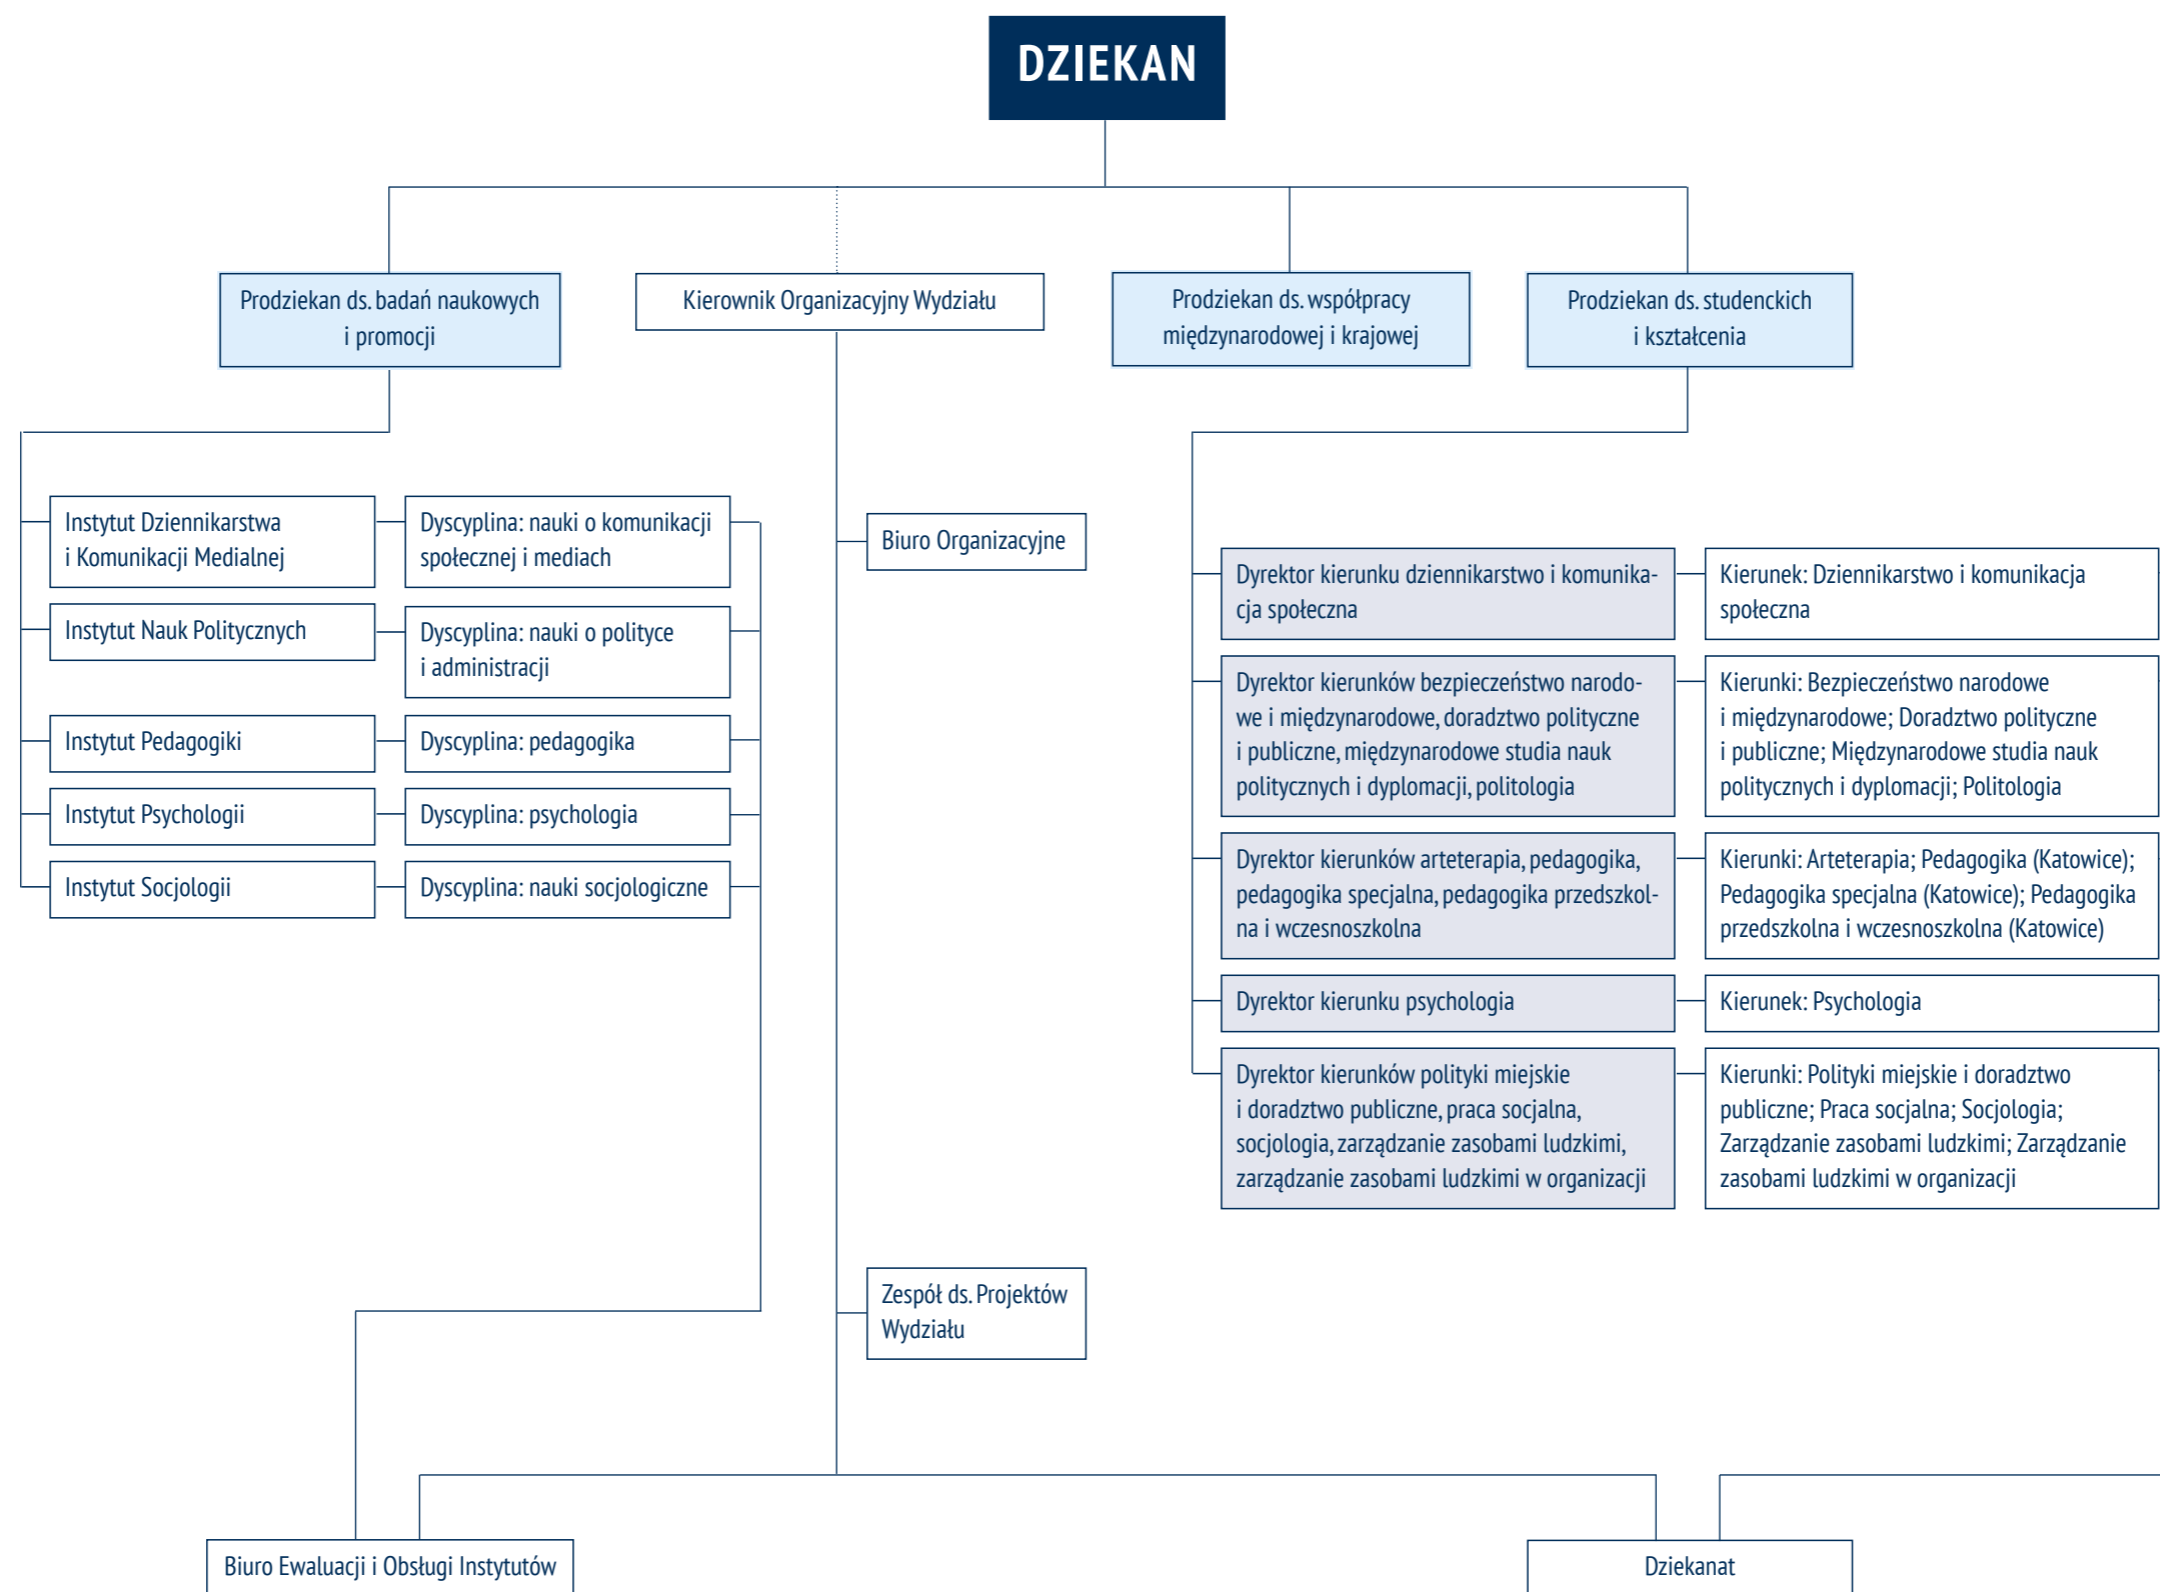 DZIEKAN
Prodziekan ds. badań naukowych
i promocji
Kierownik Organizacyjny Wydziału
Prodziekan ds. współpracy
międzynarodowej i krajowej
Prodziekan ds. studenckich
i kształcenia
Instytut Dziennikarstwa
i Komunikacji Medialnej
Dyscyplina: nauki o komunikacji
społecznej i mediach
Instytut Nauk Politycznych
Dyscyplina: nauki o polityce
i administracji
Instytut Pedagogiki
Dyscyplina: pedagogika
Instytut Psychologii
Dyscyplina: psychologia
Instytut Socjologii
Dyscyplina: nauki socjologiczne
Biuro Organizacyjne
Dyrektor kierunku dziennikarstwo i komunika-
cja społeczna
Kierunek: Dziennikarstwo i komunikacja
społeczna
Dyrektor kierunków bezpieczeństwo narodo-
we i międzynarodowe, doradztwo polityczne
i publiczne, międzynarodowe studia nauk
politycznych i dyplomacji, politologia
Kierunki: Bezpieczeństwo narodowe
i międzynarodowe; Doradztwo polityczne
i publiczne; Międzynarodowe studia nauk
politycznych i dyplomacji; Politologia
Dyrektor kierunków arteterapia, pedagogika,
pedagogika specjalna, pedagogika przedszkol-
na i wczesnoszkolna
Kierunki: Arteterapia; Pedagogika (Katowice);
Pedagogika specjalna (Katowice); Pedagogika
przedszkolna i wczesnoszkolna (Katowice)
Dyrektor kierunku psychologia
Kierunek: Psychologia
Dyrektor kierunków polityki miejskie
i doradztwo publiczne, praca socjalna,
socjologia, zarządzanie zasobami ludzkimi,
zarządzanie zasobami ludzkimi w organizacji
Kierunki: Polityki miejskie i doradztwo
publiczne; Praca socjalna; Socjologia;
Zarządzanie zasobami ludzkimi; Zarządzanie
zasobami ludzkimi w organizacji
Zespół ds. Projektów
Wydziału
Biuro Ewaluacji i Obsługi Instytutów
Dziekanat